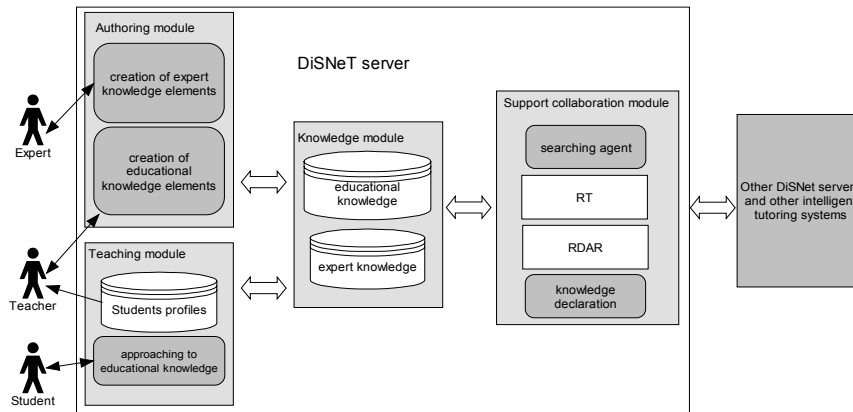 Authoring module
creation of expert
knowledge elements
creation of
educational
knowledge elements
Expert
Teacher
Student
Teaching module
Students profiles
approaching to
educational knowledge
DiSNeT server
Knowledge module
educational
knowledge
expert knowledge
Support collaboration module
searching agent
RT
RDAR
knowledge
declaration
Other DiSNet server
and other intelligent
tutoring systems